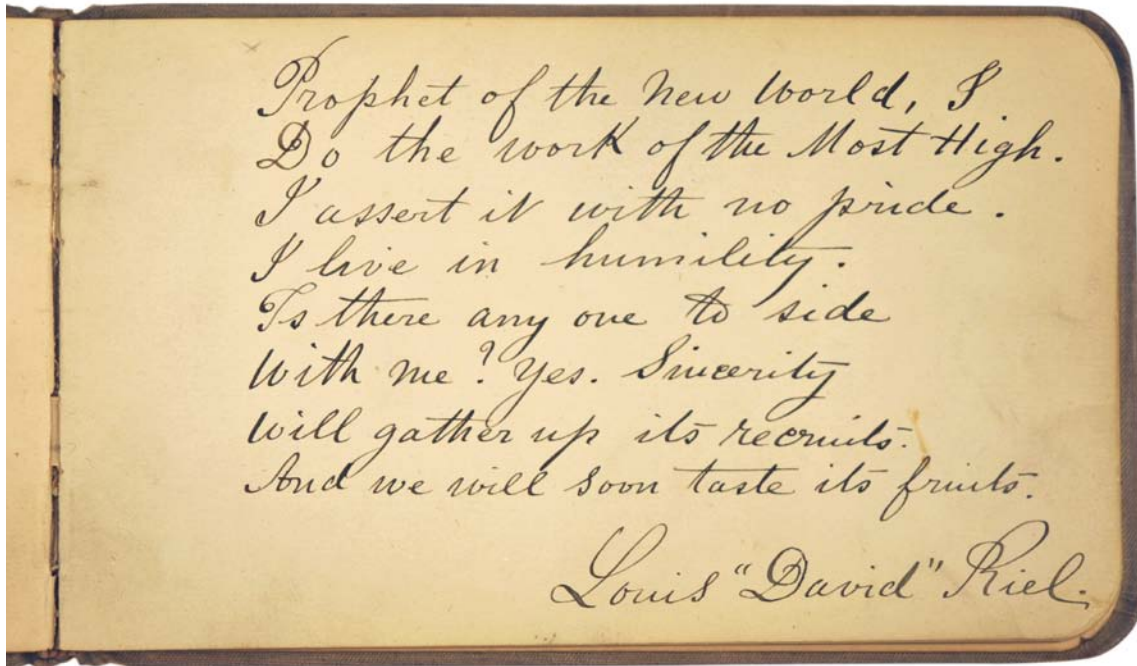 Prophet of the New World, I
Do the work of the Most High.
I assert it with no pride.
I live in humility.
Is there any one to side
With me? Yes. Sincerity
Will gather up its recruits.
And we will soon taste its fruits.
Louis "David" Riel.